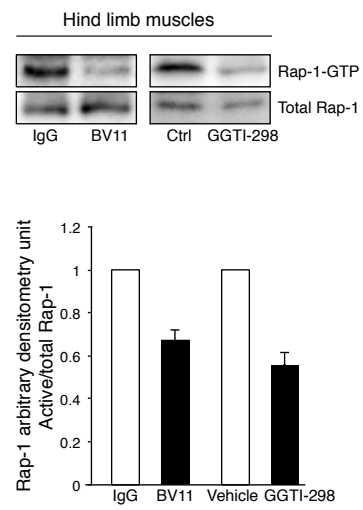 Hind limb muscles
Rap-1-GTP
Total Rap-1
IgG BV11 Ctrl GGTI-298
Rap-1 arbitrary densitometry unit
Active/total Rap-1
1.2
1
0.8
0.6
0.4
0.2
0
IgG BV11 Vehicle GGTI-298